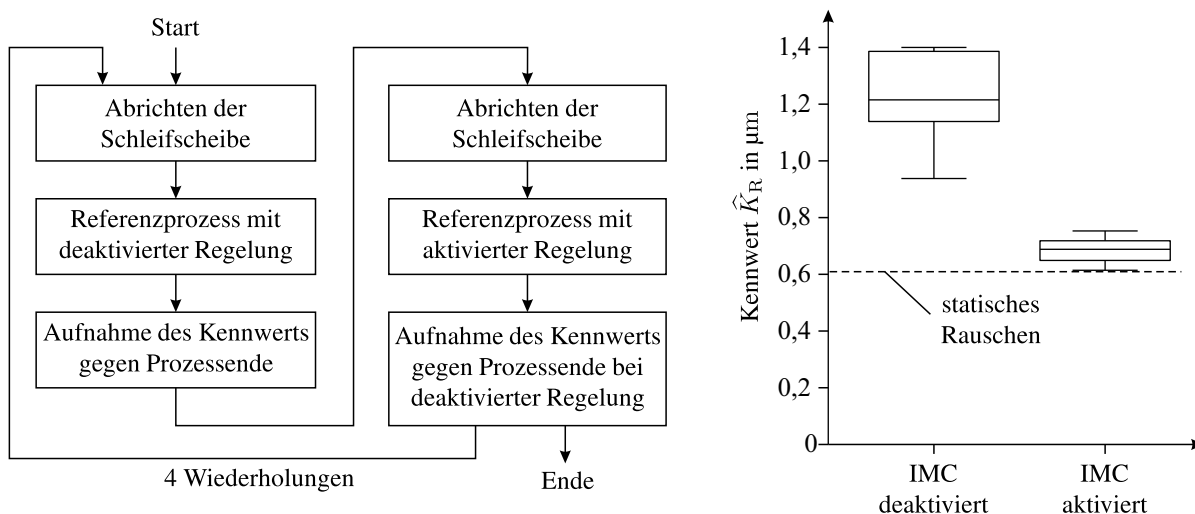 Start
Abrichten der
Schleifscheibe
Referenzprozess mit
deaktivierter Regelung
Aufnahme des Kennwerts
gegen Prozessende
Abrichten der
Schleifscheibe
Referenzprozess mit
aktivierter Regelung
Aufnahme des Kennwerts
gegen Prozessende bei
deaktivierter Regelung
4 Wiederholungen
Ende
Kennwert K̂_R in µm
1,4
1,2
1,0
0,8
0,6
0,4
0,2
0
statisches
Rauschen
IMC
deaktiviert
IMC
aktiviert